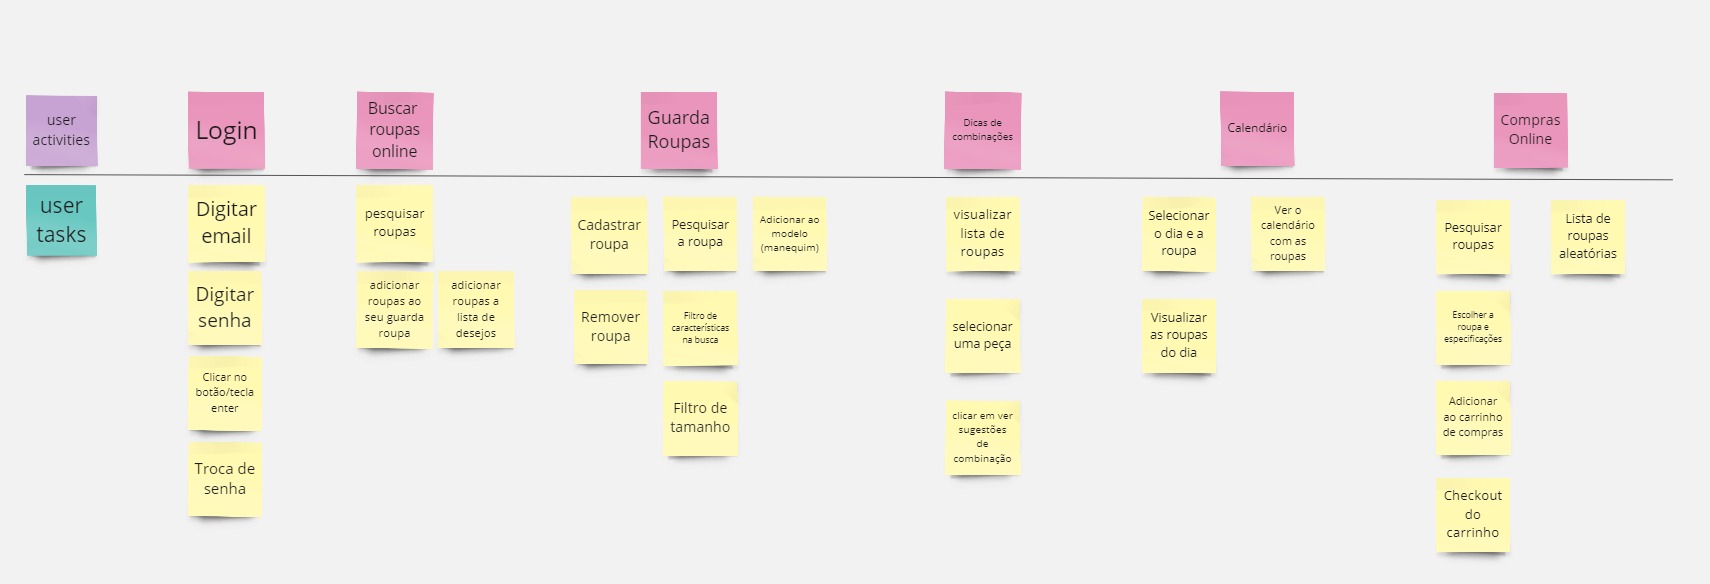 user
activities
Login
Buscar
roupas
online
Guarda
Roupas
Dicas de
combinações
Calendário
Compras
Online
user
tasks
Digitar
email
Digitar
senha
Clicar no
botão/tecla
enter
Troca de
senha
pesquisar
roupas
adicionar
roupas ao
seu guarda
roupa
adicionar
roupas a
lista de
desejos
Cadastrar
roupa
Remover
roupa
Pesquisar
a roupa
Filtro de
características
na busca
Filtro de
tamanho
Adicionar ao
modelo
(manequim)
visualizar
lista de
roupas
selecionar
uma peça
clicar em ver
sugestões
de
combinação
Selecionar
o dia e a
roupa
Visualizar
as roupas
do dia
Ver o
calendário
com as
roupas
Pesquisar
roupas
Escolher a
roupa e
especificações
Adicionar
ao carrinho
de compras
Checkout
do
carrinho
Lista de
roupas
aleatórias